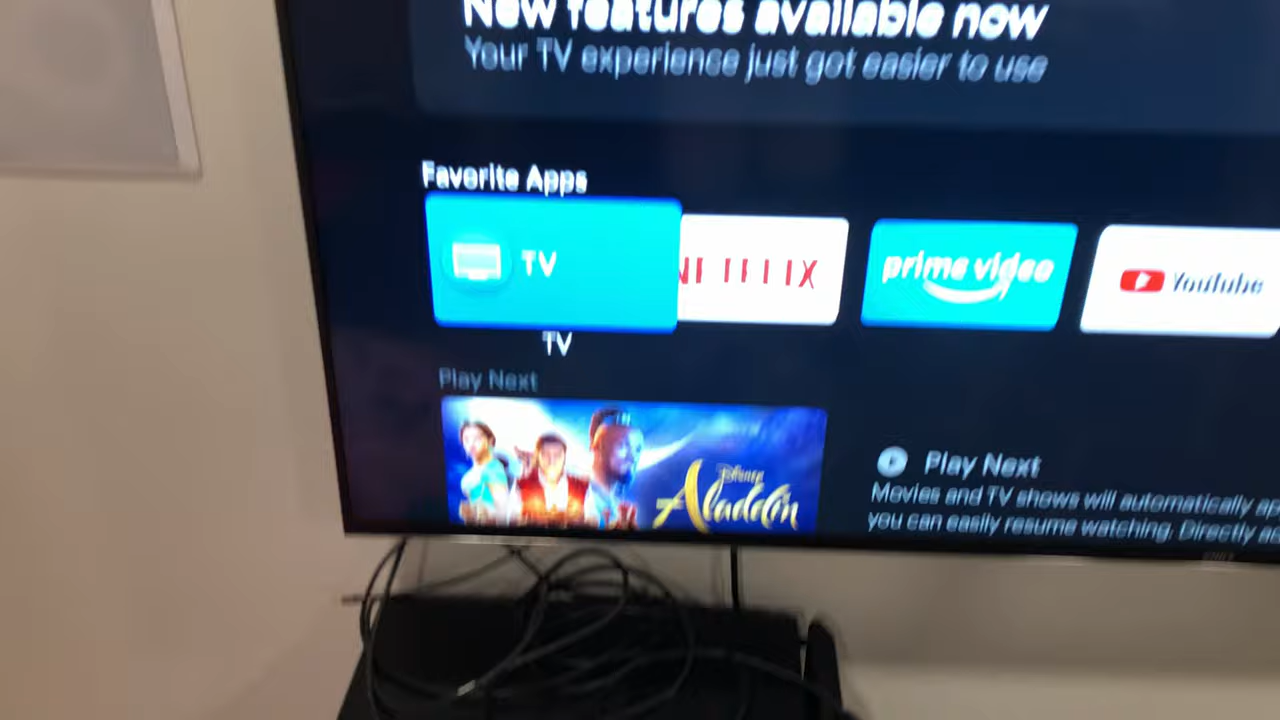 New features available now
Your TV experience just got easier to use
Favorite Apps
TV
NETFLIX
prime video
YouTube
TV
Play Next
Disney
Aladdin
Play Next
Movies and TV shows will automatically
you can easily resume watching. Directly